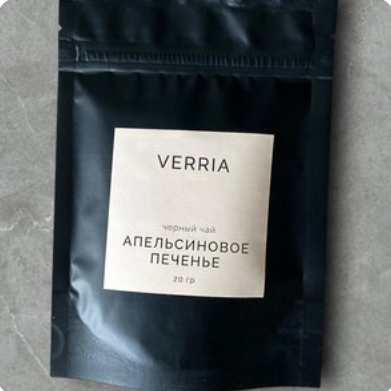 VERRIA
черный чай
АПЕЛЬСИНОВОЕ
ПЕЧЕНЬЕ
20 гр